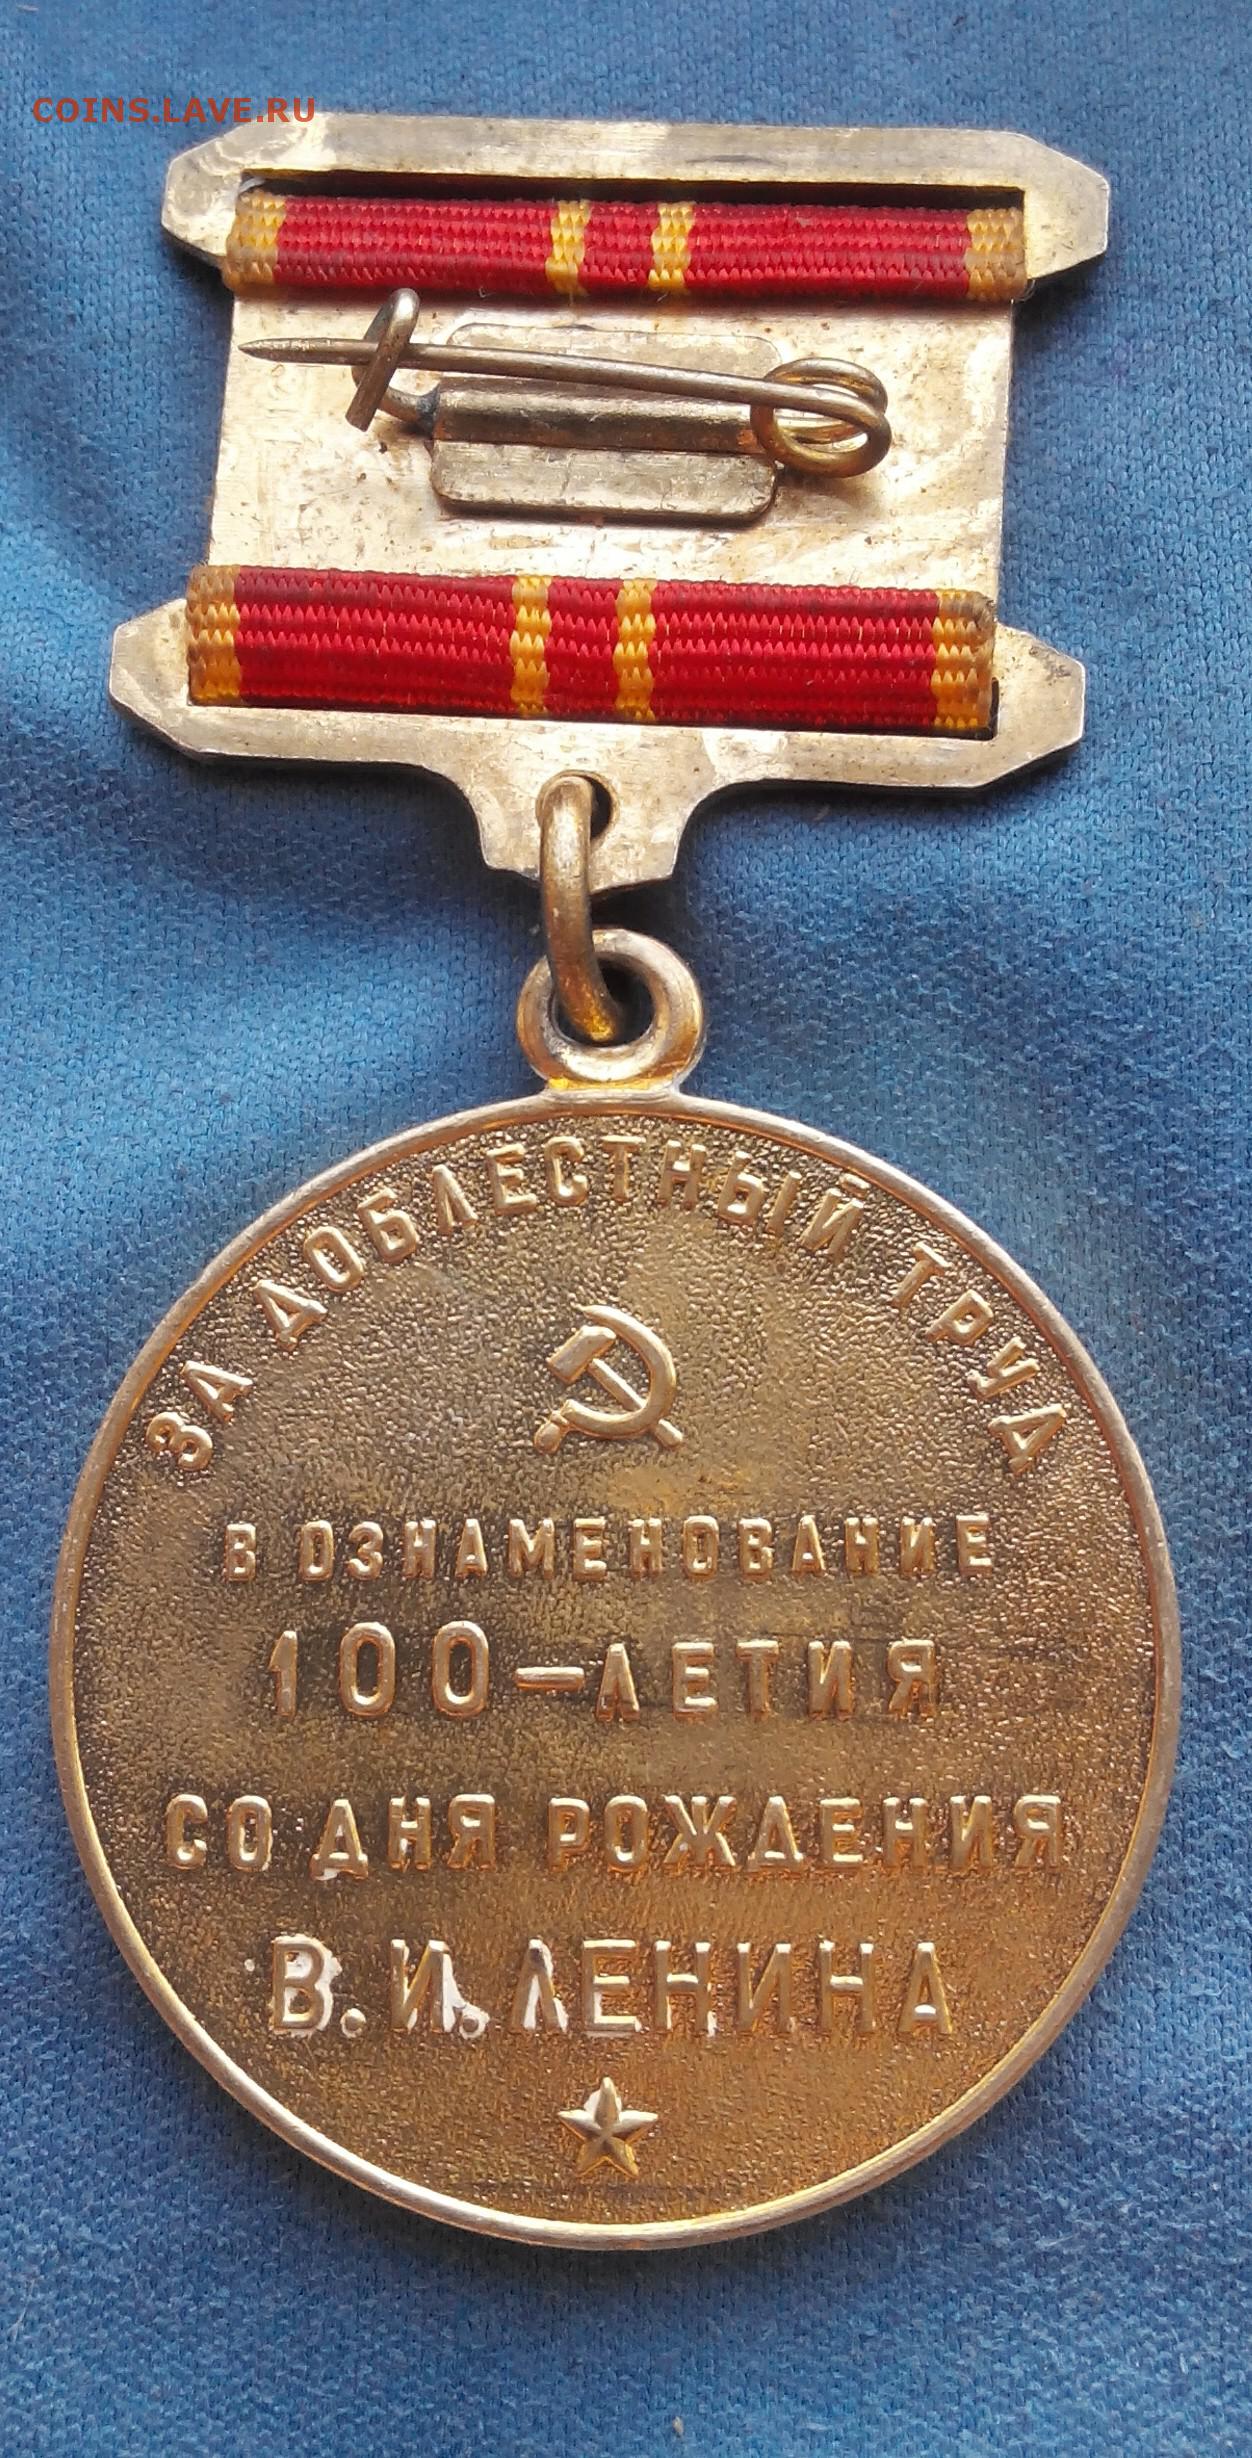 COINS.LAVE.RU
ЗА ДОБЛЕСТНЫЙ ТРУД
В ОЗНАМЕНОВАНИЕ
100-ЛЕТИЯ
СО ДНЯ РОЖДЕНИЯ
В.И.ЛЕНИНА